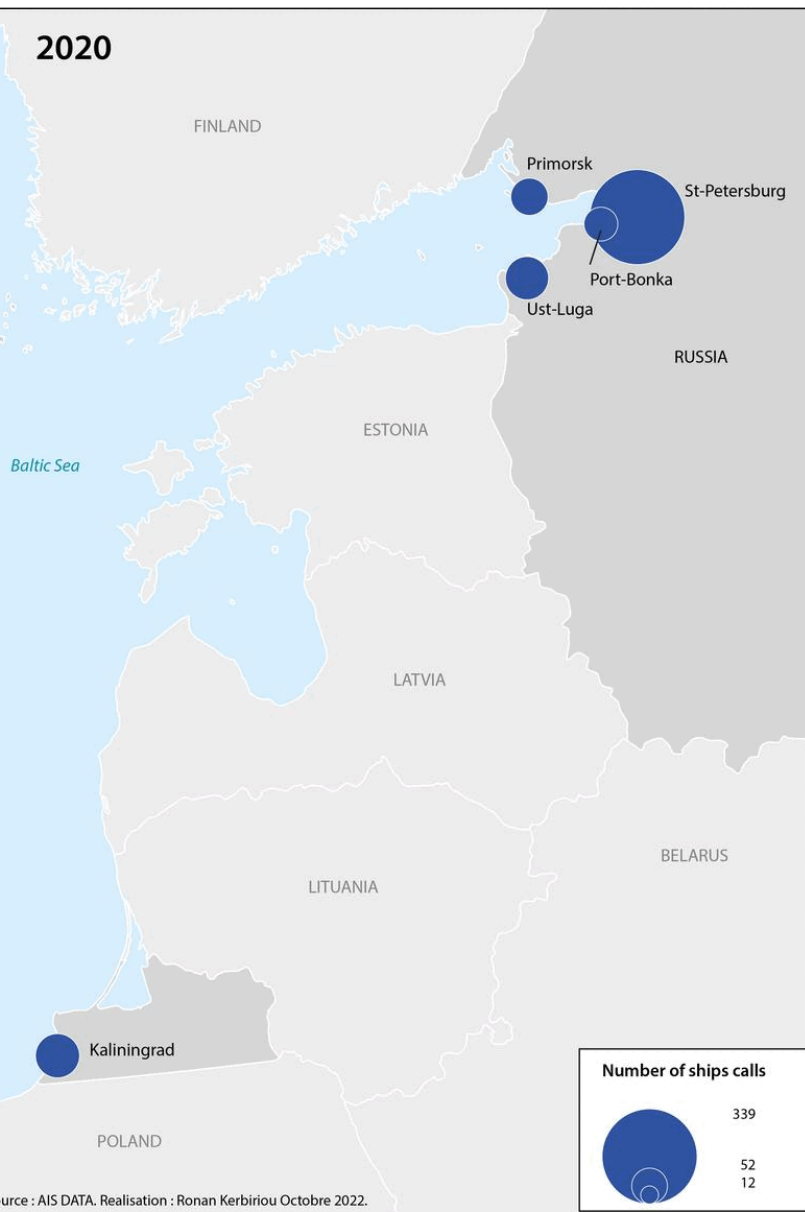 2020
FINLAND
Primorsk
St-Petersburg
Port-Bonka
Ust-Luga
RUSSIA
ESTONIA
Baltic Sea
LATVIA
BELARUS
LITUANIA
Kaliningrad
Number of ships calls
339
52
12
POLAND
ource : AIS DATA. Realisation : Ronan Kerbiriou Octobre 2022.